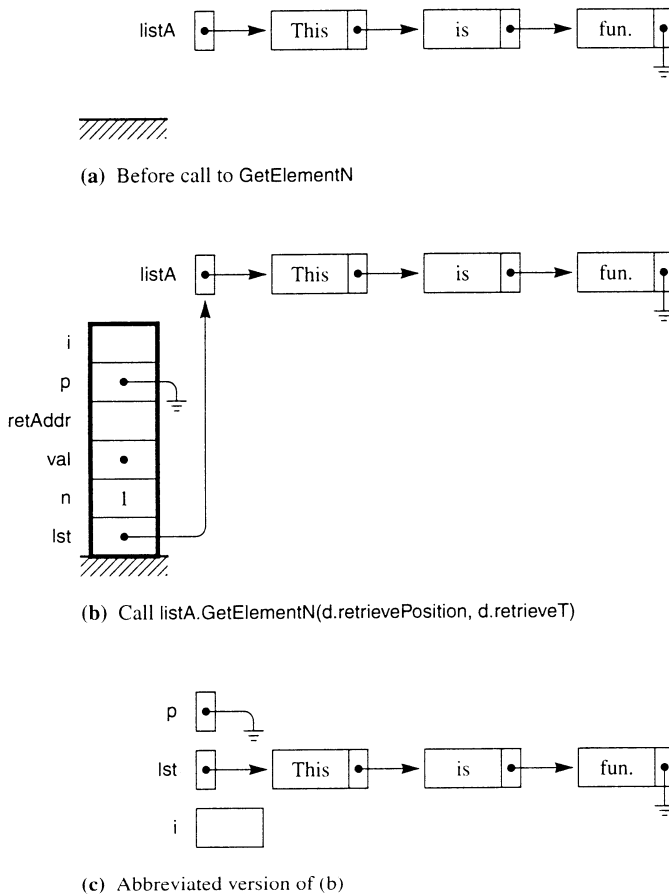 listA This is fun.
(a) Before call to GetElementN
listA This is fun.
i
p
retAddr
val
n 1
lst
(b) Call listA.GetElementN(d.retrievePosition, d.retrieveT)
p
lst This is fun.
i
(c) Abbreviated version of (b)